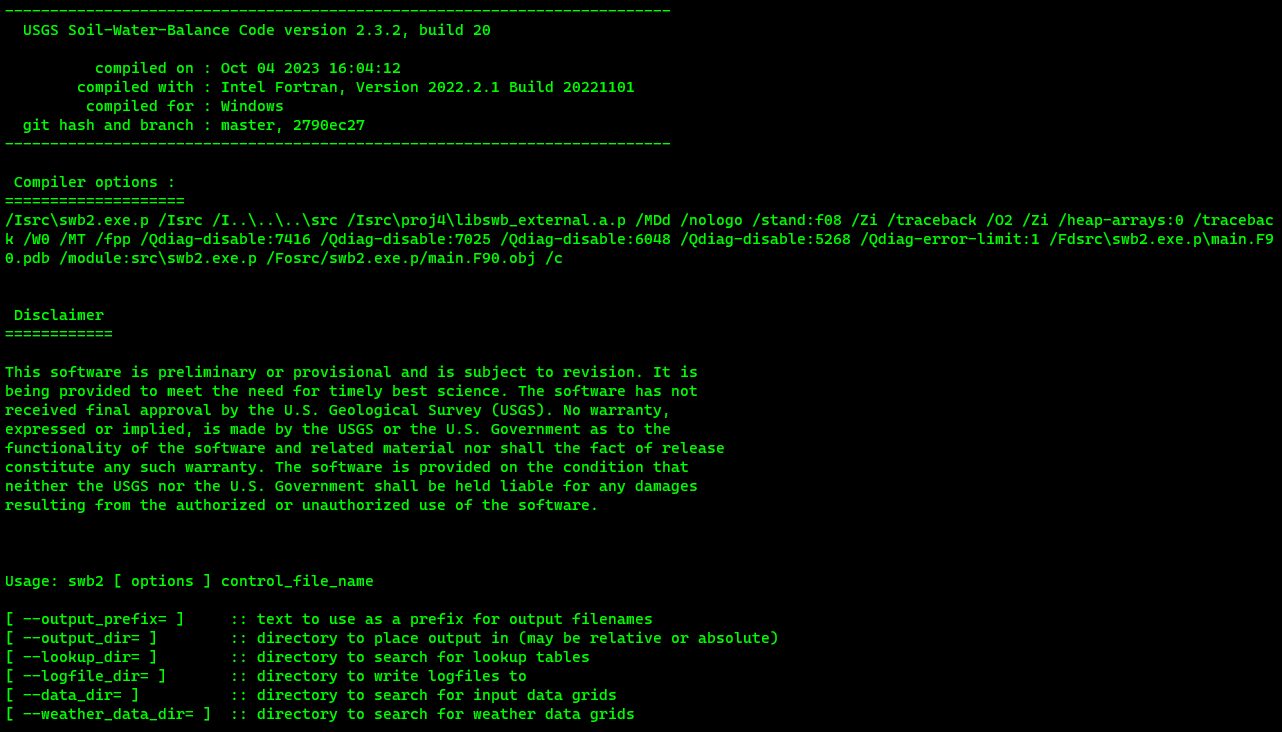 --------------------------------------------------------------------------
  USGS Soil-Water-Balance Code version 2.3.2, build 20

          compiled on : Oct 04 2023 16:04:12
        compiled with : Intel Fortran, Version 2022.2.1 Build 20221101
         compiled for : Windows
  git hash and branch : master, 2790ec27
--------------------------------------------------------------------------

 Compiler options :
====================
/Isrc\swb2.exe.p /Isrc /I..\..\..\src /Isrc\proj4\libswb_external.a.p /MDd /nologo /stand:f08 /Zi /traceback /O2 /Zi /heap-arrays:0 /tracebac
k /W0 /MT /fpp /Qdiag-disable:7416 /Qdiag-disable:7025 /Qdiag-disable:6048 /Qdiag-disable:5268 /Qdiag-error-limit:1 /Fdsrc\swb2.exe.p\main.F9
0.pdb /module:src\swb2.exe.p /Fosrc/swb2.exe.p/main.F90.obj /c

 Disclaimer
============

This software is preliminary or provisional and is subject to revision. It is
being provided to meet the need for timely best science. The software has not
received final approval by the U.S. Geological Survey (USGS). No warranty,
expressed or implied, is made by the USGS or the U.S. Government as to the
functionality of the software and related material nor shall the fact of release
constitute any such warranty. The software is provided on the condition that
neither the USGS nor the U.S. Government shall be held liable for any damages
resulting from the authorized or unauthorized use of the software.

Usage: swb2 [ options ] control_file_name

[ --output_prefix= ]     :: text to use as a prefix for output filenames
[ --output_dir= ]        :: directory to place output in (may be relative or absolute)
[ --lookup_dir= ]        :: directory to search for lookup tables
[ --logfile_dir= ]       :: directory to write logfiles to
[ --data_dir= ]          :: directory to search for input data grids
[ --weather_data_dir= ]  :: directory to search for weather data grids